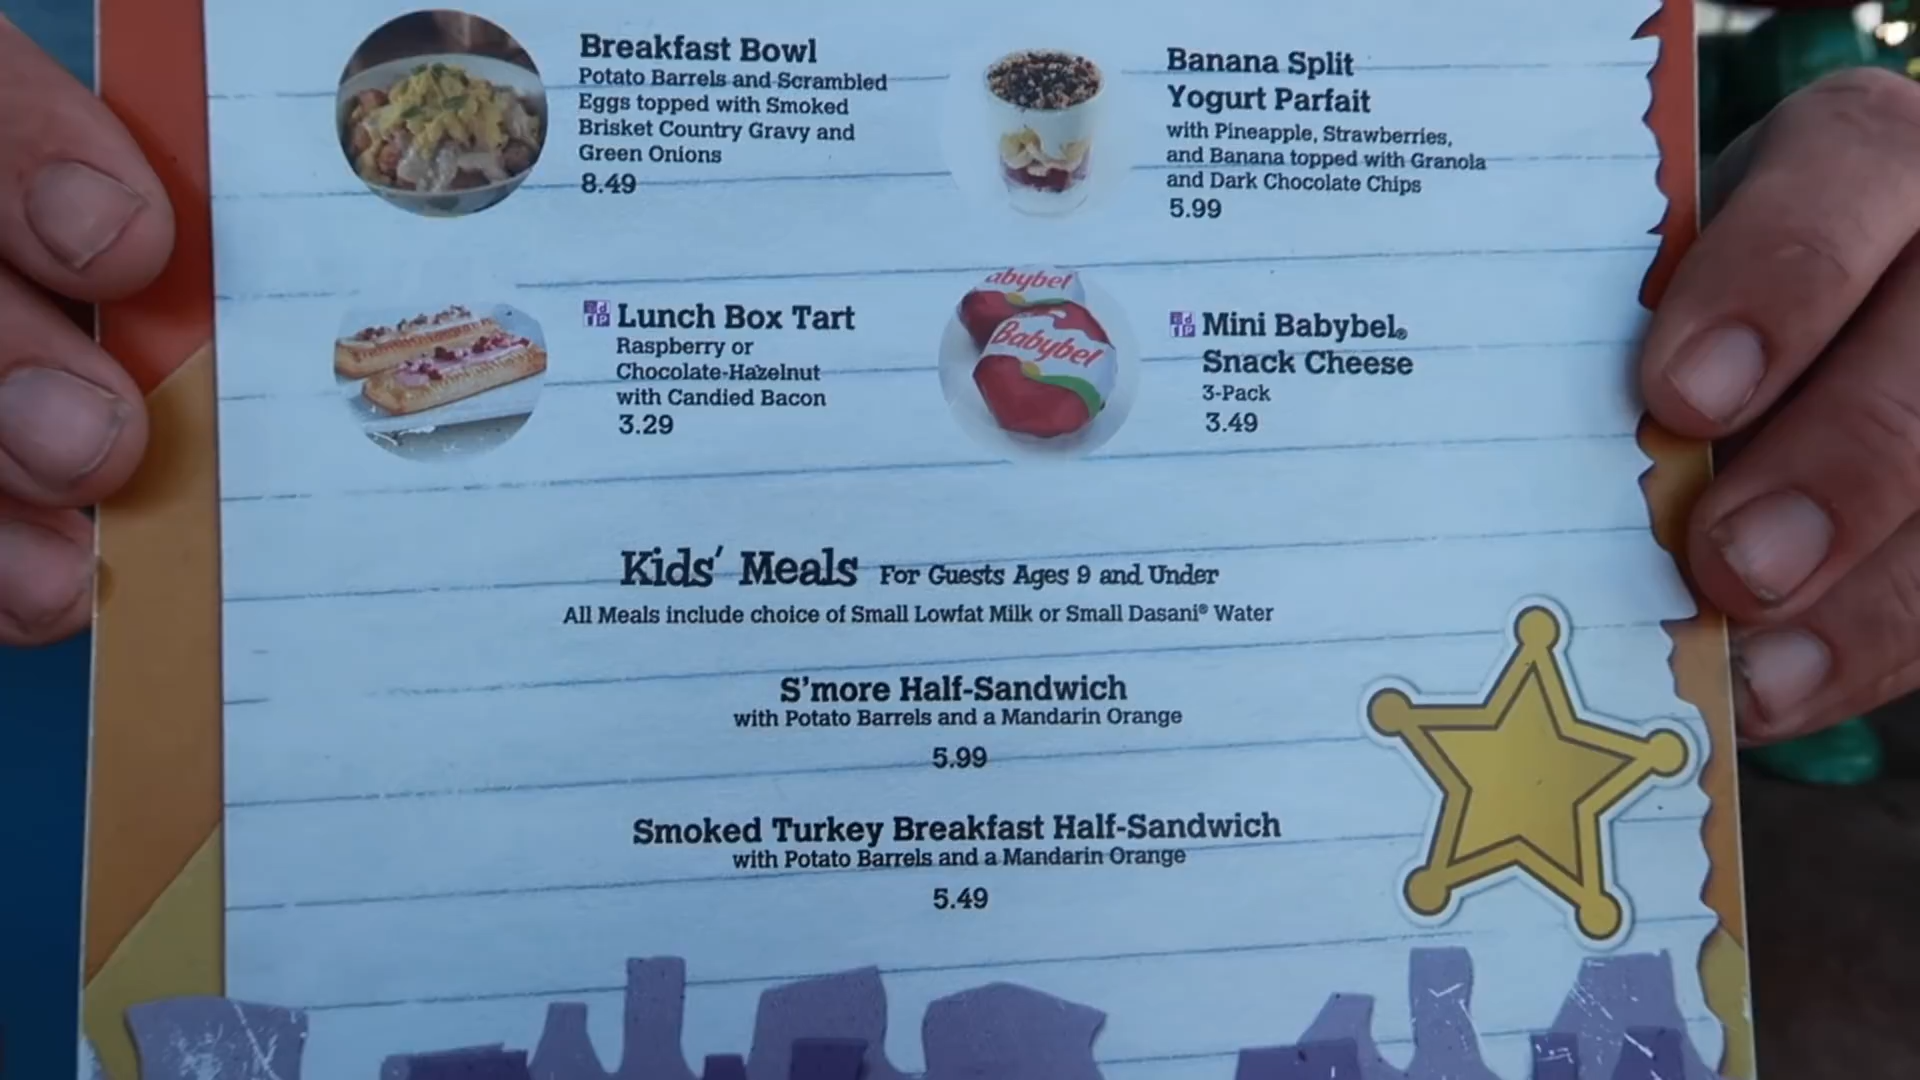 Breakfast Bowl
Potato Barrels and Scrambled
Eggs topped with Smoked
Brisket Country Gravy and
Green Onions
8.49
Banana Split
Yogurt Parfait
with Pineapple, Strawberries,
and Banana topped with Granola
and Dark Chocolate Chips
5.99
Lunch Box Tart
Raspberry or
Chocolate-Hazelnut
with Candied Bacon
3.29
abybel
Babybel
Mini Babybel®
Snack Cheese
3-Pack
3.49
Kids' Meals For Guests Ages 9 and Under
All Meals include choice of Small Lowfat Milk or Small Dasani® Water
S'more Half-Sandwich
with Potato Barrels and a Mandarin Orange
5.99
Smoked Turkey Breakfast Half-Sandwich
with Potato Barrels and a Mandarin Orange
5.49